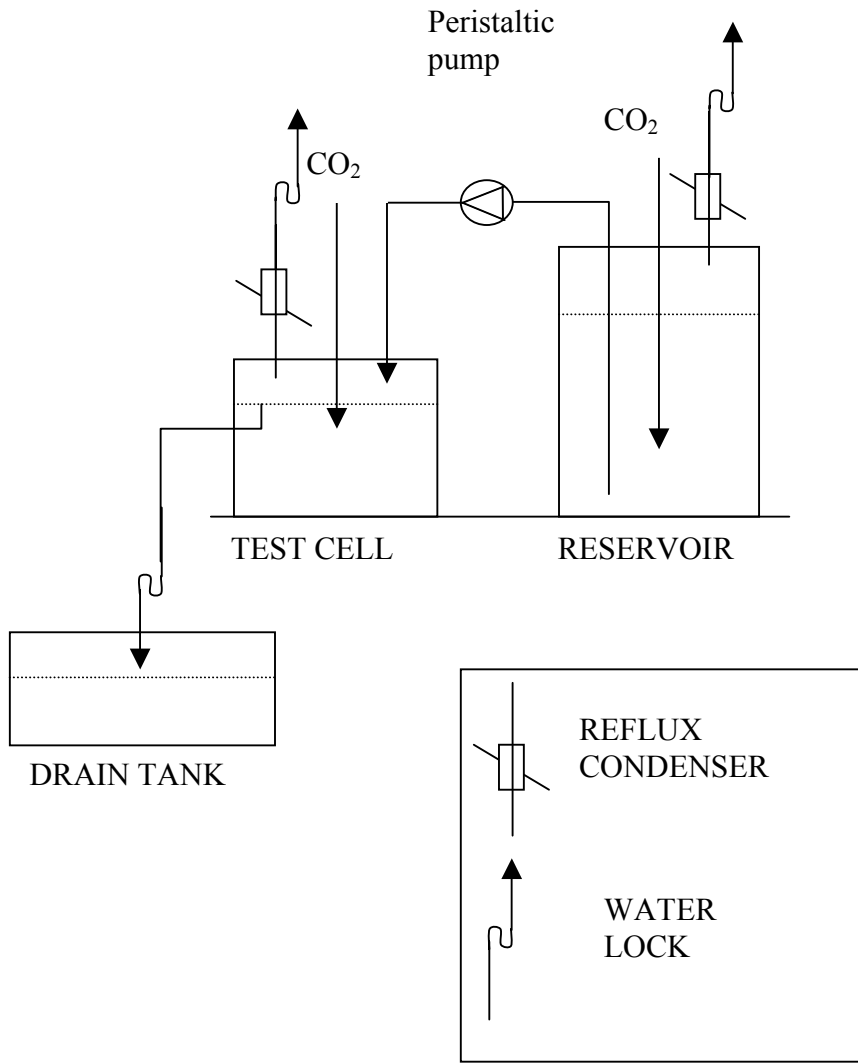 Peristaltic
pump
CO₂
CO₂
TEST CELL
RESERVOIR
DRAIN TANK
REFLUX
CONDENSER
WATER
LOCK